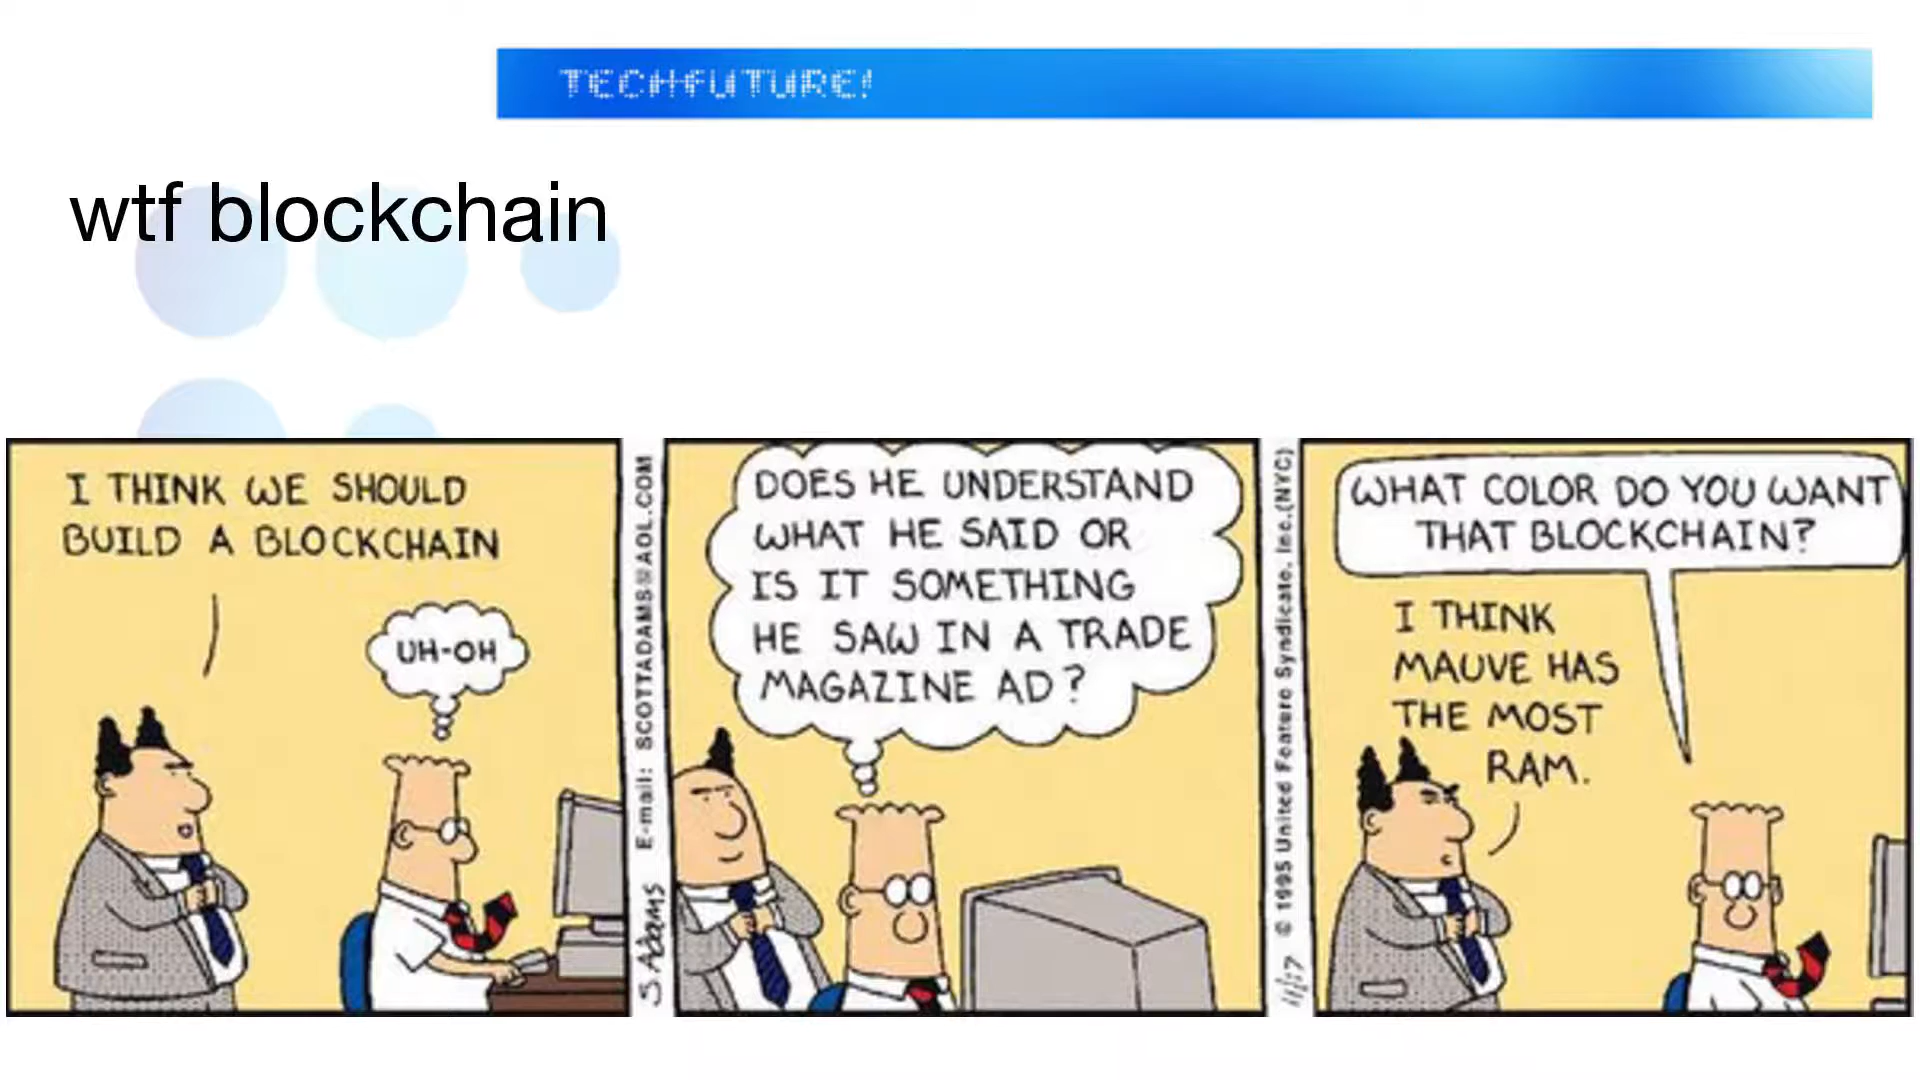 TECHFUTURE!
wtf blockchain
I THINK WE SHOULD
BUILD A BLOCKCHAIN
UH-OH
S. Adams E-mail: SCOTTADAMS@AOL.COM
DOES HE UNDERSTAND
WHAT HE SAID OR
IS IT SOMETHING
HE SAW IN A TRADE
MAGAZINE AD?
11/17 © 1995 United Feature Syndicate, Inc.(NYC)
WHAT COLOR DO YOU WANT
THAT BLOCKCHAIN?
I THINK
MAUVE HAS
THE MOST
RAM.